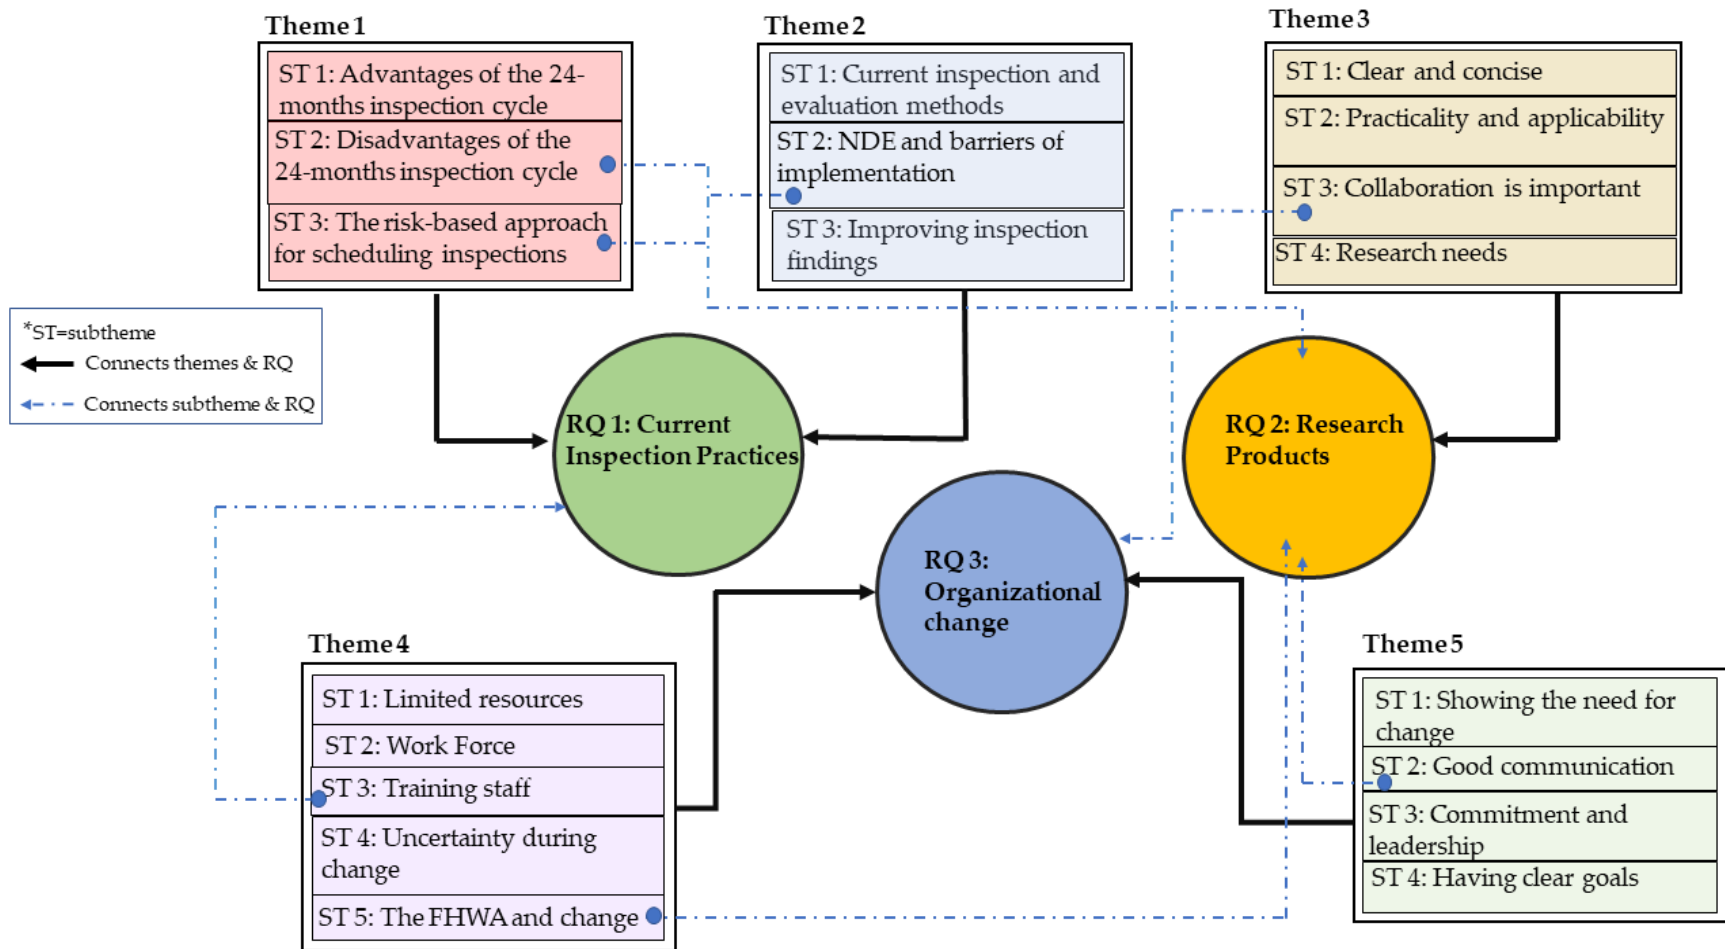 Theme 1
ST 1: Advantages of the 24-
months inspection cycle
ST 2: Disadvantages of the
24-months inspection cycle
ST 3: The risk-based approach
for scheduling inspections
Theme 2
ST 1: Current inspection and
evaluation methods
ST 2: NDE and barriers of
implementation
ST 3: Improving inspection
findings
Theme 3
ST 1: Clear and concise
ST 2: Practicality and applicability
ST 3: Collaboration is important
ST 4: Research needs
*ST=subtheme
Connects themes & RQ
Connects subtheme & RQ
RQ 1: Current
Inspection Practices
RQ 2: Research
Products
RQ 3:
Organizational
change
Theme 4
ST 1: Limited resources
ST 2: Work Force
ST 3: Training staff
ST 4: Uncertainty during
change
ST 5: The FHWA and change
Theme 5
ST 1: Showing the need for
change
ST 2: Good communication
ST 3: Commitment and
leadership
ST 4: Having clear goals